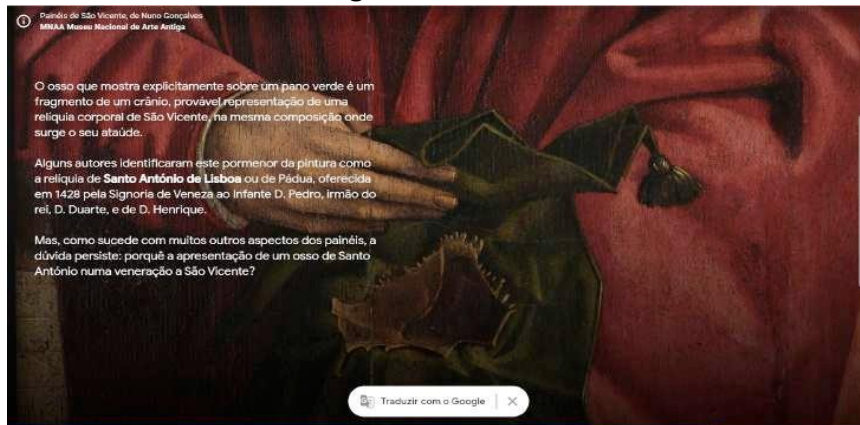 Painéis de São Vicente, de Nuno Gonçalves
MNAA Museu Nacional de Arte Antiga
O osso que mostra explicitamente sobre um pano verde é um
fragmento de um crânio, provável representação de uma
relíquia corporal de São Vicente, na mesma composição onde
surge o seu ataúde.
Alguns autores identificaram este pormenor da pintura como
a relíquia de Santo António de Lisboa ou de Pádua, oferecida
em 1428 pela Signoria de Veneza ao Infante D. Pedro, irmão do
rei, D. Duarte, e de D. Henrique.
Mas, como sucede com muitos outros aspectos dos painéis, a
dúvida persiste: porquê a apresentação de um osso de Santo
António numa veneração a São Vicente?
Traduzir com o Google